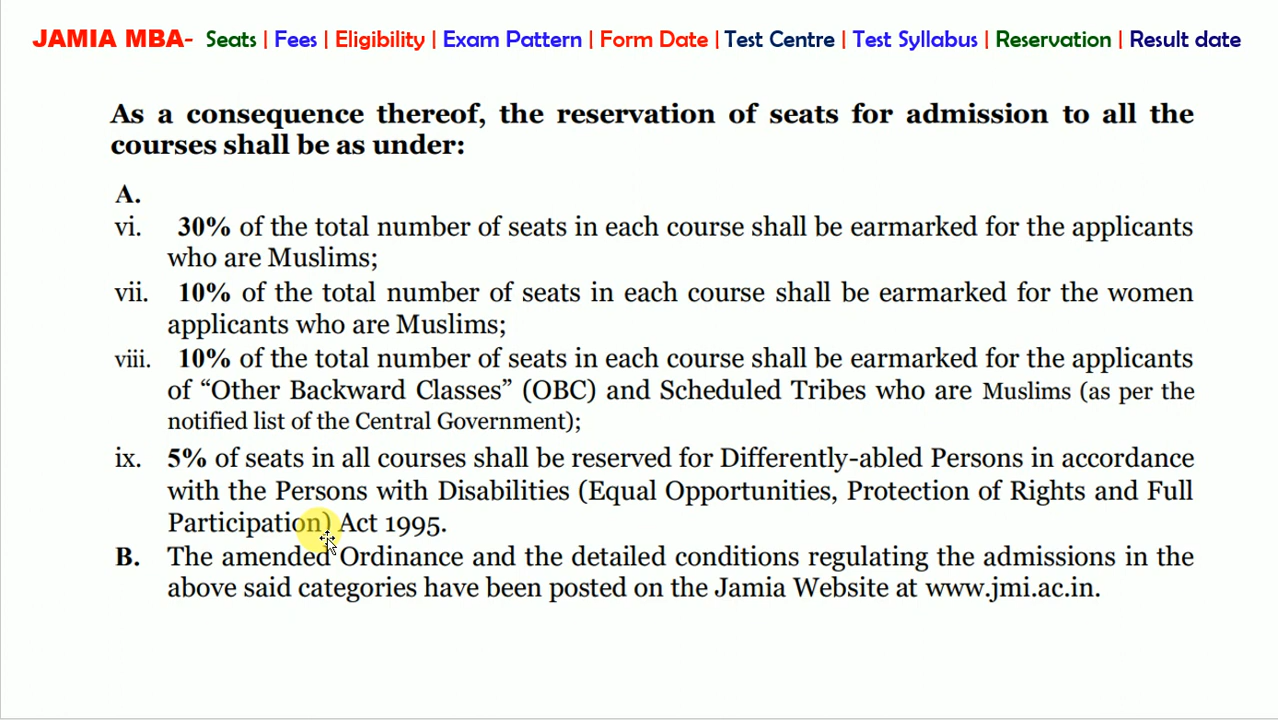 JAMIA MBA- Seats | Fees | Eligibility | Exam Pattern | Form Date | Test Centre | Test Syllabus | Reservation | Result date
As a consequence thereof, the reservation of seats for admission to all the
courses shall be as under:
A.
vi. 30% of the total number of seats in each course shall be earmarked for the applicants
who are Muslims;
vii. 10% of the total number of seats in each course shall be earmarked for the women
applicants who are Muslims;
viii. 10% of the total number of seats in each course shall be earmarked for the applicants
of “Other Backward Classes” (OBC) and Scheduled Tribes who are Muslims (as per the
notified list of the Central Government);
ix. 5% of seats in all courses shall be reserved for Differently-abled Persons in accordance
with the Persons with Disabilities (Equal Opportunities, Protection of Rights and Full
Participation) Act 1995.
B. The amended Ordinance and the detailed conditions regulating the admissions in the
above said categories have been posted on the Jamia Website at www.jmi.ac.in.